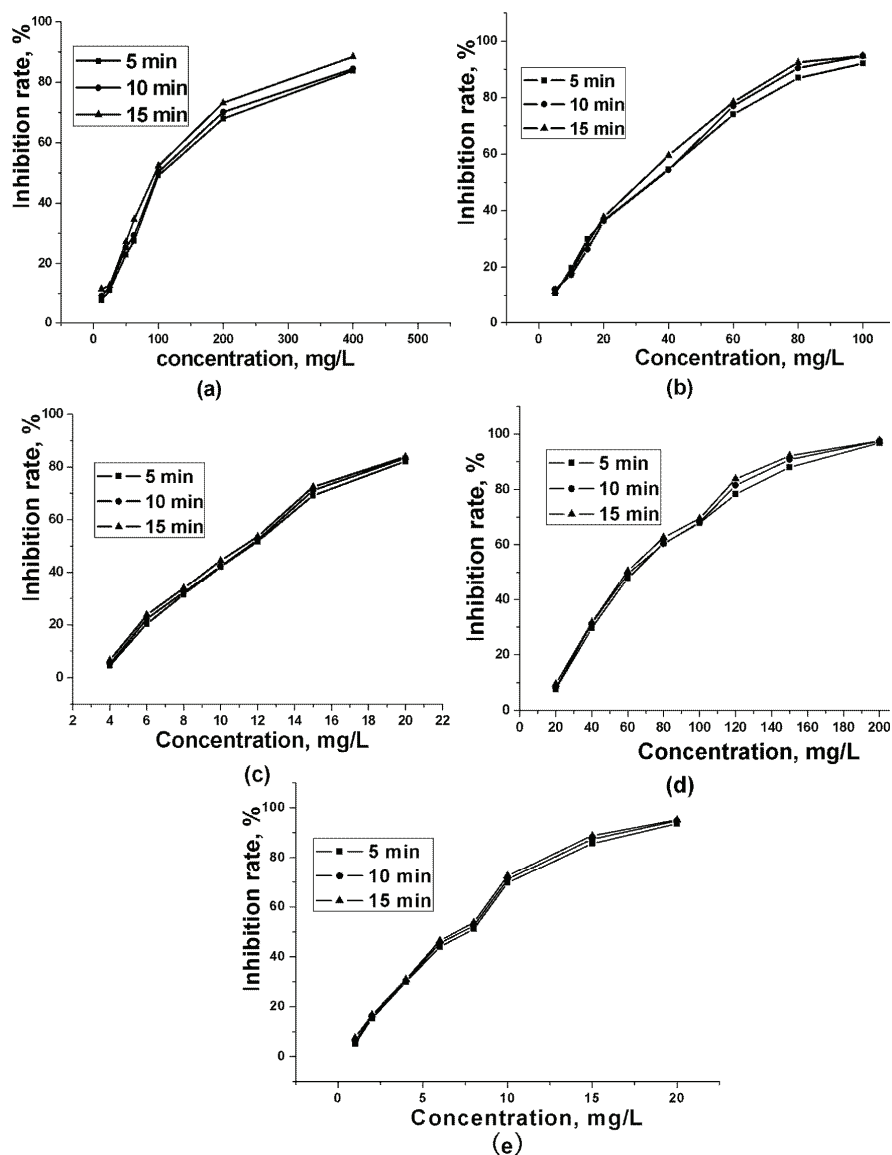 Inhibition rate, %
100
80
60
40
20
0
5 min
10 min
15 min
0 100 200 300 400 500
concentration, mg/L
(a)
Inhibition rate, %
100
80
60
40
20
0
5 min
10 min
15 min
0 20 40 60 80 100
Concentration, mg/L
(b)
Inhibition rate, %
100
80
60
40
20
0
5 min
10 min
15 min
2 4 6 8 10 12 14 16 18 20 22
Concentration, mg/L
(c)
Inhibition rate, %
100
80
60
40
20
0
5 min
10 min
15 min
0 20 40 60 80 100 120 140 160 180 200
Concentration, mg/L
(d)
Inhibition rate, %
100
80
60
40
20
0
5 min
10 min
15 min
0 5 10 15 20
Concentration, mg/L
(e)